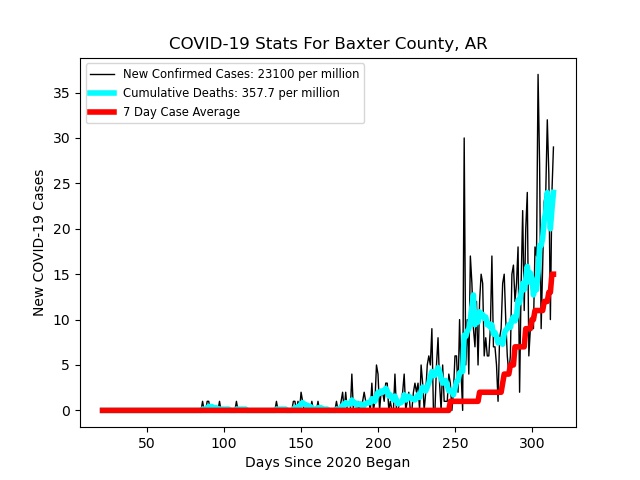 COVID-19 Stats For Baxter County, AR
New Confirmed Cases: 23100 per million
Cumulative Deaths: 357.7 per million
7 Day Case Average
35
30
25
20
15
10
5
0
New COVID-19 Cases
50 100 150 200 250 300
Days Since 2020 Began